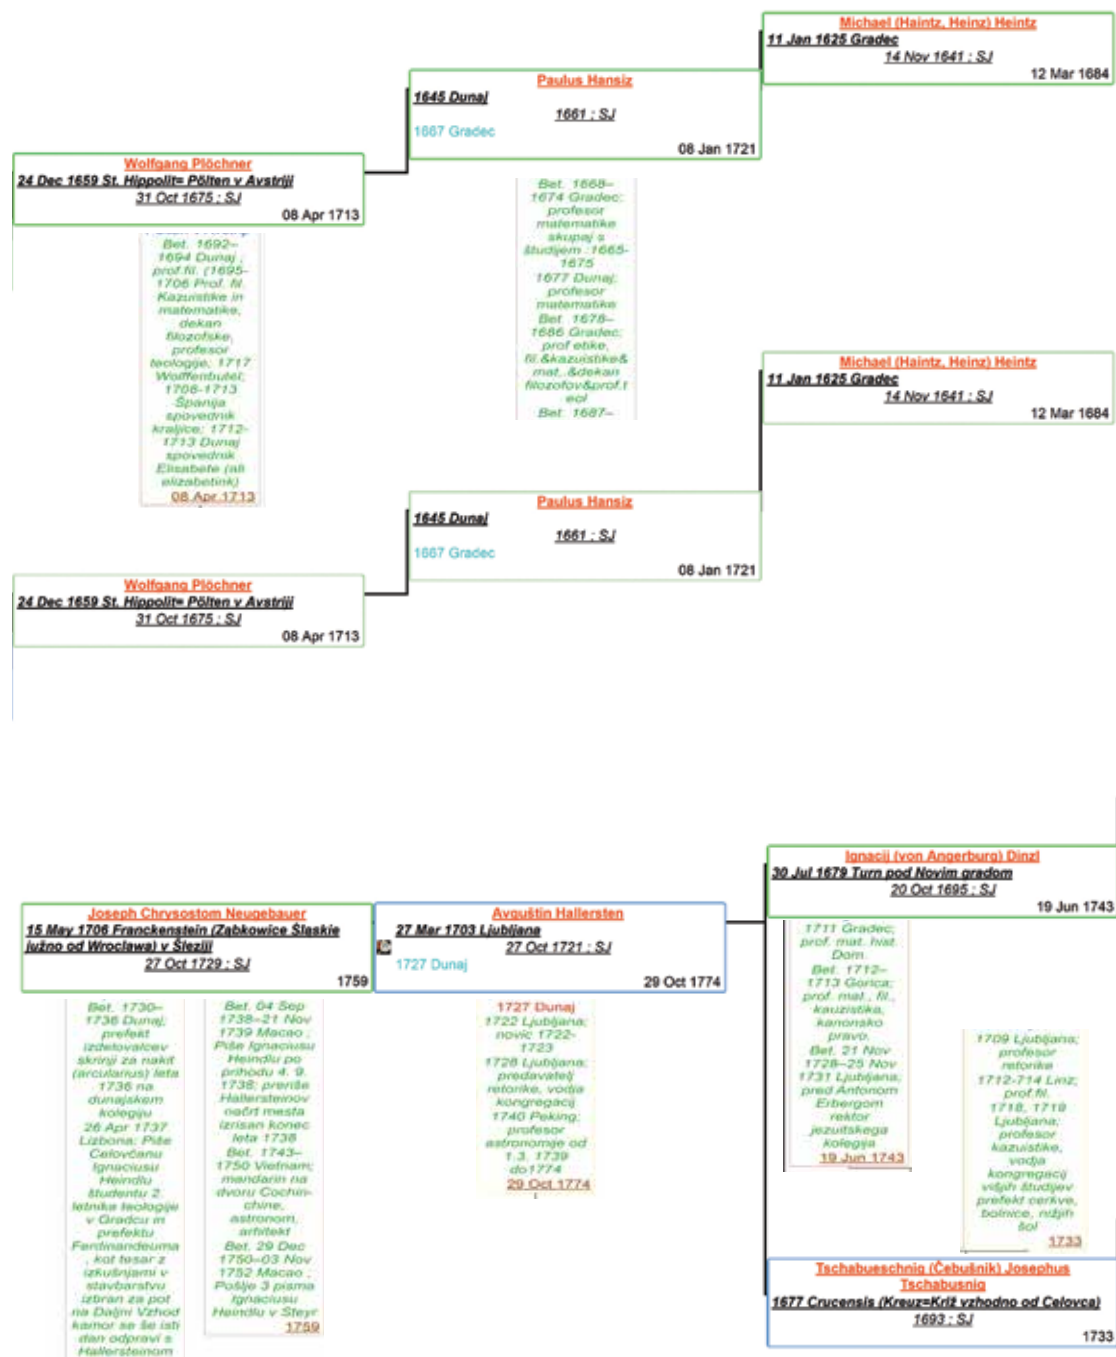 Michael (Haintz, Heinz) Heintz
11 Jan 1625 Gradec
14 Nov 1641 ; SJ
12 Mar 1684
Paulus Hansiz
1645 Dunaj
1661 ; SJ
1667 Gradec
08 Jan 1721
Wolfgang Plöchner
24 Dec 1659 St. Hippolit= Pölten v Avstriji
31 Oct 1675 ; SJ
08 Apr 1713
Bet. 1692–
1694 Dunaj ;
prof.fil. (1695-
1706 Prof. fil.
Kazuistike in
matematike,
dekan
filozofske,
profesor
teologije; 1717
Wolffenbutel;
1708-1713
Španija
spovednik
kraljice; 1712-
1713 Dunaj
spovednik
Elisabete (ali
elizabetink)
08 Apr 1713
Bet. 1668–
1674 Gradec;
profesor
matematike
skupaj s
študijem :1665-
1675
1677 Dunaj;
profesor
matematike
Bet. 1678–
1686 Gradec;
prof etike,
fil.&kazuistike&
mat.,&dekan
filozofov&prof.t
eol
Bet. 1687–
Michael (Haintz, Heinz) Heintz
11 Jan 1625 Gradec
14 Nov 1641 ; SJ
12 Mar 1684
Paulus Hansiz
1645 Dunaj
1661 ; SJ
1667 Gradec
08 Jan 1721
Wolfgang Plöchner
24 Dec 1659 St. Hippolit= Pölten v Avstriji
31 Oct 1675 ; SJ
08 Apr 1713
Ignacij (von Angerburg) Dinzl
30 Jul 1679 Turn pod Novim gradom
20 Oct 1695 ; SJ
19 Jun 1743
Joseph Chrysostom Neugebauer
15 May 1706 Franckenstein (Ząbkowice Śląskie
južno od Wroclawa) v Šleziji
27 Oct 1729 ; SJ
1759
Avguštin Hallersten
27 Mar 1703 Ljubljana
27 Oct 1721 ; SJ
1727 Dunaj
29 Oct 1774
Bet. 1730–
1736 Dunaj;
prefekt
izdelovalcev
skrinji za nakit
(arcularius) leta
1736 na
dunajskem
kolegiju
26 Apr 1737
Lizbona; Piše
Celovčanu
Ignaciusu
Heindlu
študentu 2.
letnika teologije
v Gradcu in
prefektu
Ferdinandeuma
, kot tesar z
izkušnjami v
stavbarstvu
izbran za pot
na Daljni Vzhod
kamor se še isti
dan odpravi s
Hallersteinom
Bet. 04 Sep
1738–21 Nov
1739 Macao ;
Piše Ignaciusu
Heindlu po
prihodu 4. 9.
1738; preriše
Hallersteinov
načrt mesta
izrisan konec
leta 1738
Bet. 1743–
1750 Vietnam;
mandarin na
dvoru Cochin-
chine,
astronom,
arhitekt
Bet. 29 Dec
1750–03 Nov
1752 Macao ;
Pošlje 3 pisma
Ignaciusu
Heindlu v Steyr
1759
1727 Dunaj
1722 Ljubljana;
novic 1722-
1723
1728 Ljubljana;
predavatelj
retorike, vodja
kongregacij
1740 Peking;
profesor
astronomije od
1.3. 1739
do1774
29 Oct 1774
1711 Gradec;
prof. mat. hist.
Dom.
Bet. 1712–
1713 Gorica;
prof. mat., fil.,
kauzistika,
kanonsko
pravo.
Bet. 21 Nov
1728–25 Nov
1731 Ljubljana;
pred Antonom
Erbergom
rektor
jezuitskega
kolegija
19 Jun 1743
1709 Ljubljana;
profesor
retorike
1712-714 Linz;
prof.fil.
1718, 1719
Ljubljana;
profesor
kazuistike,
vodja
kongregacij
višjih študijev
prefekt cerkve,
bolnice, nižjih
šol
1733
Tschabueschnig (Čebušnik) Josephus
Tschabusnig
1677 Crucensis (Kreuz=Križ vzhodno od Celovca)
1693 ; SJ
1733